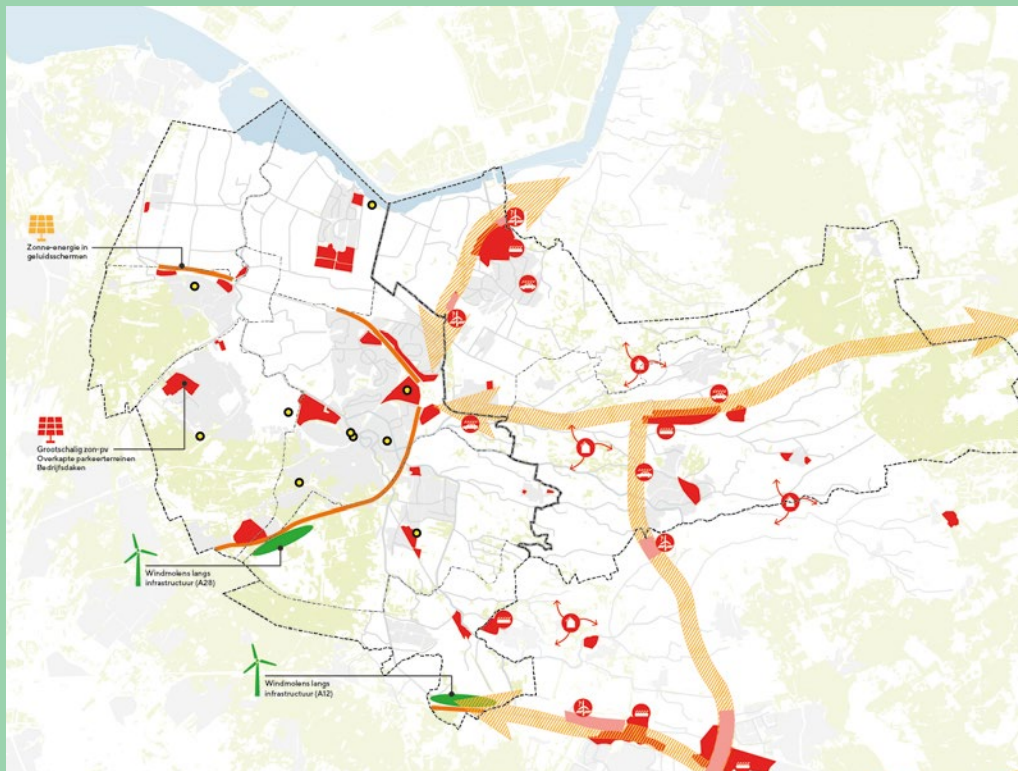 Zonne-energie in
geluidsschermen
Grootschalig zon-pv
Overkapte parkeerterreinen
Bedrijfsdaken
Windmolens langs
infrastructuur (A28)
Windmolens langs
infrastructuur (A12)